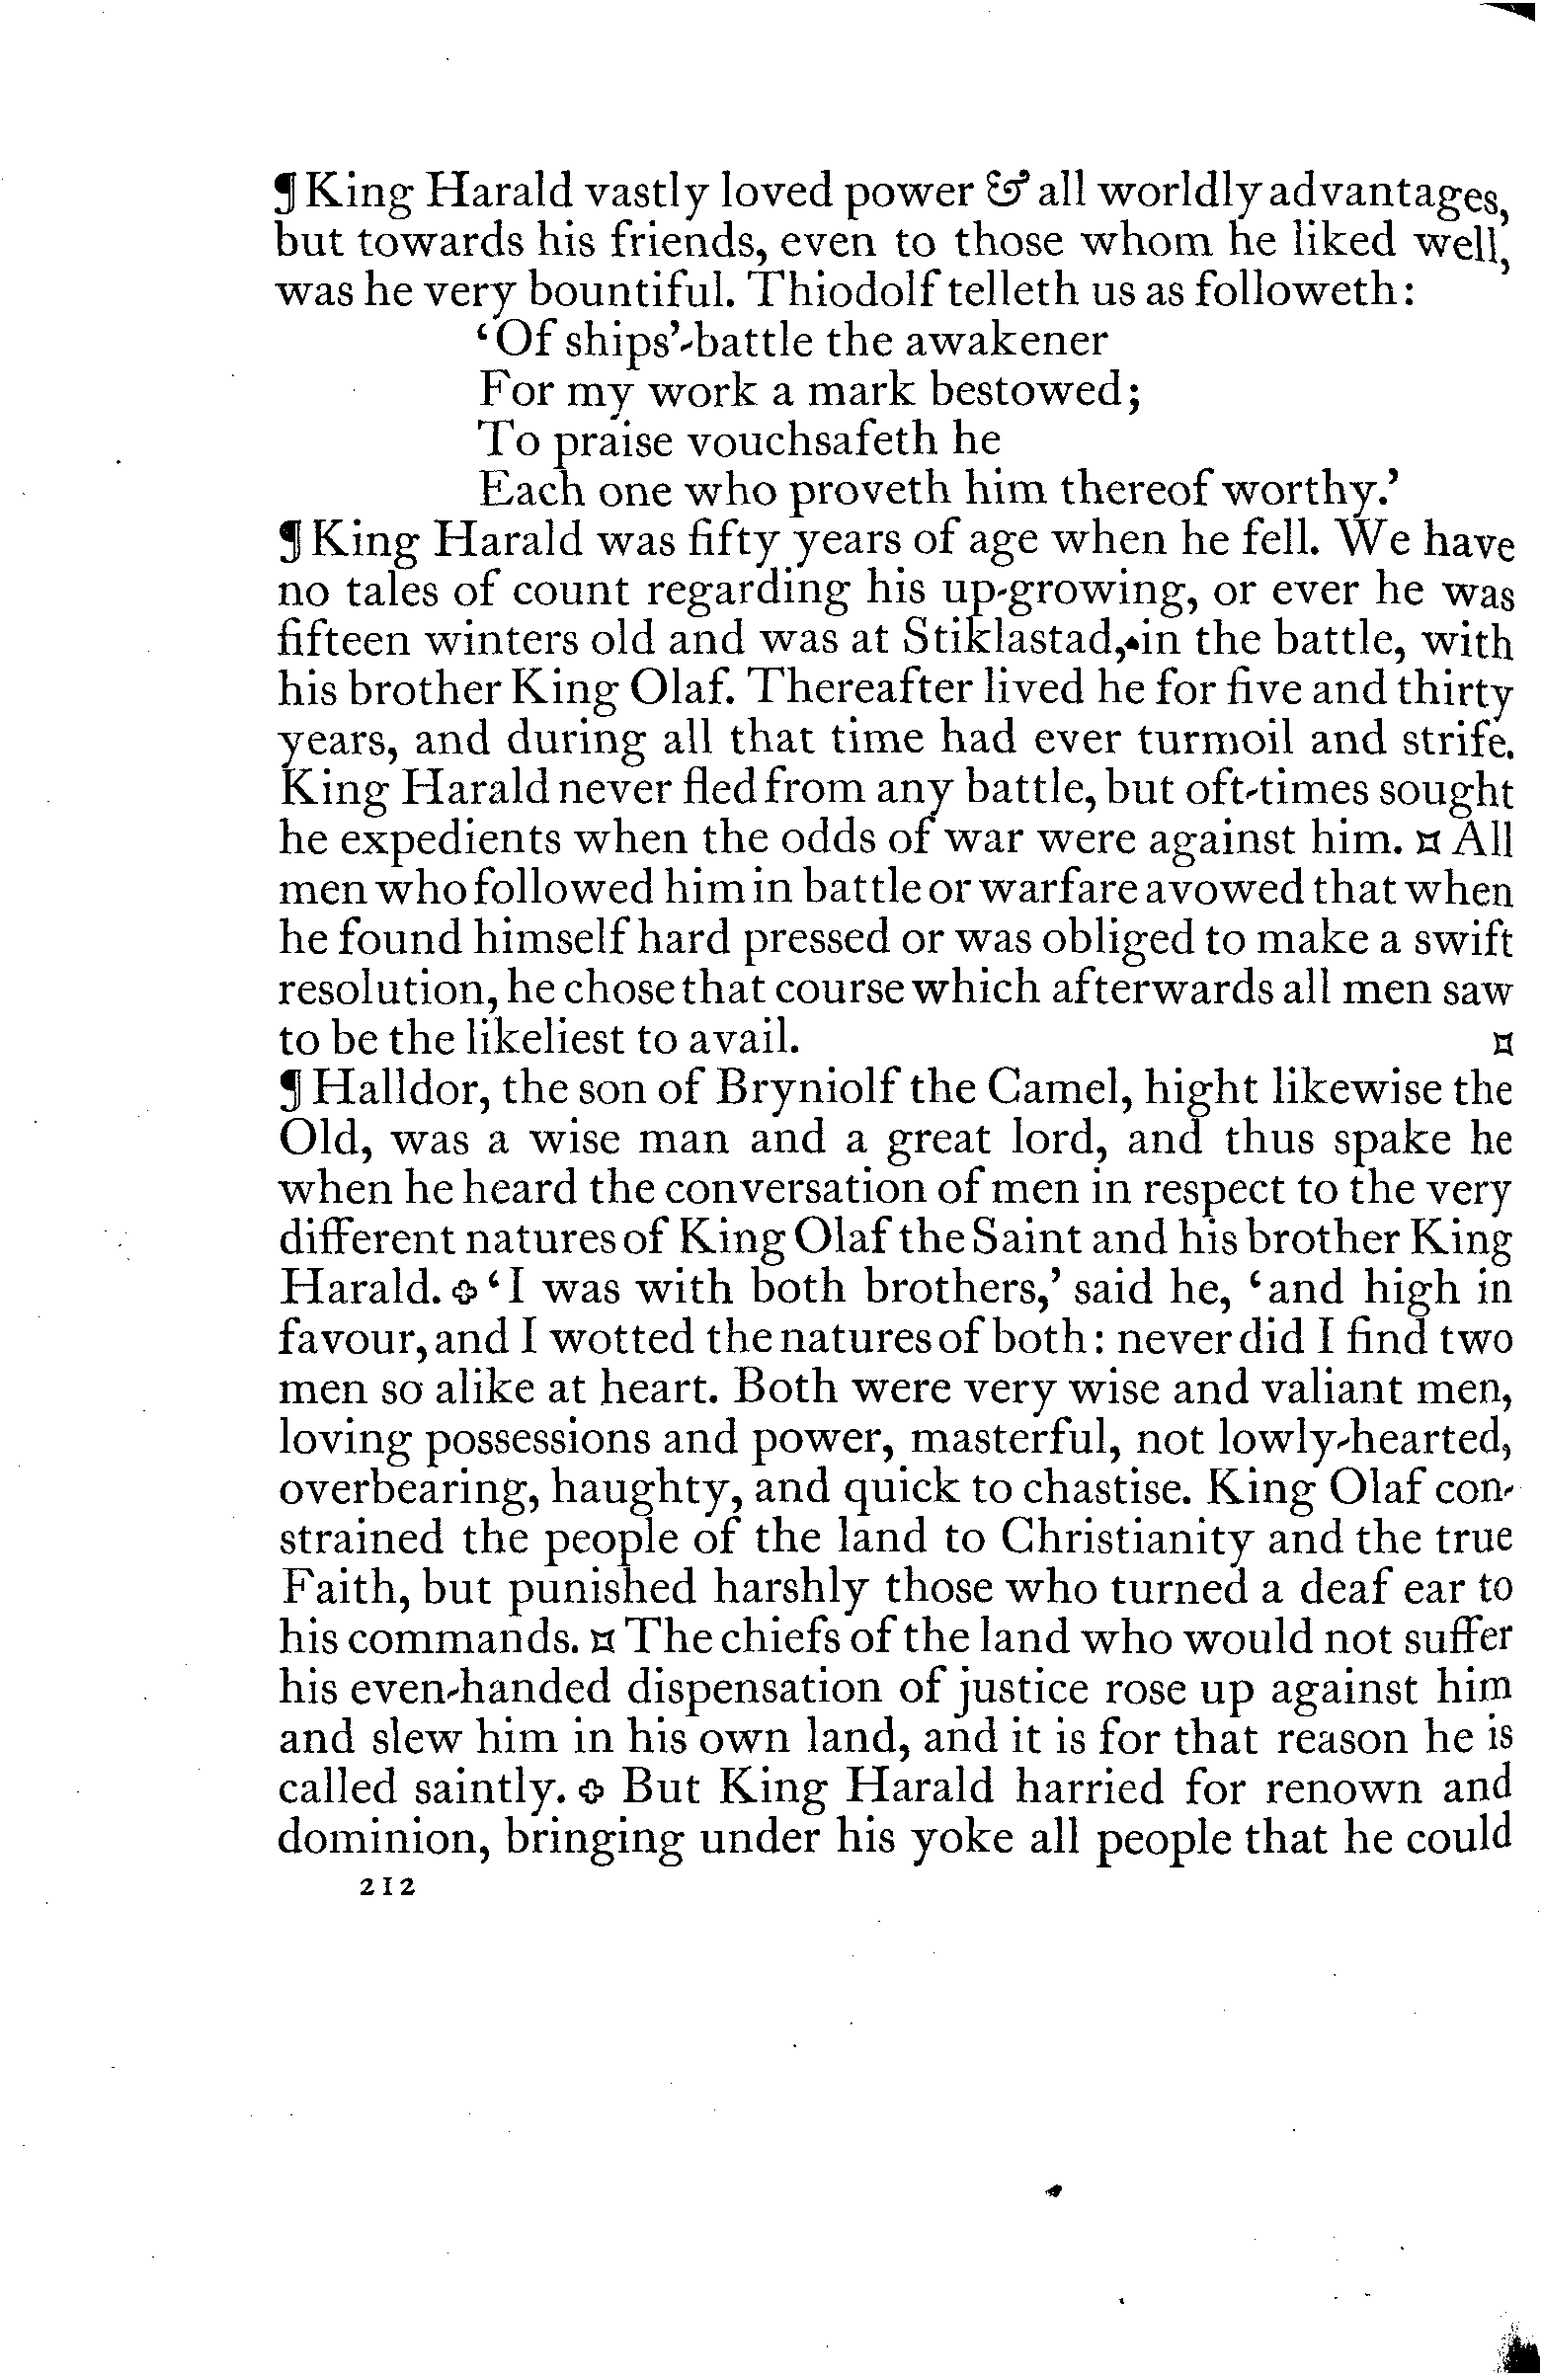 ¶ King Harald vastly loved power & all worldly advantages,
but towards his friends, even to those whom he liked well,
was he very bountiful. Thiodolf telleth us as followeth:
‘Of ships’-battle the awakener
For my work a mark bestowed;
To praise vouchsafeth he
Each one who proveth him thereof worthy.’
¶ King Harald was fifty years of age when he fell. We have
no tales of count regarding his up-growing, or ever he was
fifteen winters old and was at Stiklastad, in the battle, with
his brother King Olaf. Thereafter lived he for five and thirty
years, and during all that time had ever turmoil and strife.
King Harald never fled from any battle, but oft-times sought
he expedients when the odds of war were against him. ¤ All
men who followed him in battle or warfare avowed that when
he found himself hard pressed or was obliged to make a swift
resolution, he chose that course which afterwards all men saw
to be the likeliest to avail. ¤
¶ Halldor, the son of Bryniolf the Camel, hight likewise the
Old, was a wise man and a great lord, and thus spake he
when he heard the conversation of men in respect to the very
different natures of King Olaf the Saint and his brother King
Harald. ✥ ‘I was with both brothers,’ said he, ‘and high in
favour, and I wotted the natures of both: never did I find two
men so alike at heart. Both were very wise and valiant men,
loving possessions and power, masterful, not lowly-hearted,
overbearing, haughty, and quick to chastise. King Olaf con-
strained the people of the land to Christianity and the true
Faith, but punished harshly those who turned a deaf ear to
his commands. ¤ The chiefs of the land who would not suffer
his even-handed dispensation of justice rose up against him
and slew him in his own land, and it is for that reason he is
called saintly. ✥ But King Harald harried for renown and
dominion, bringing under his yoke all people that he could
212